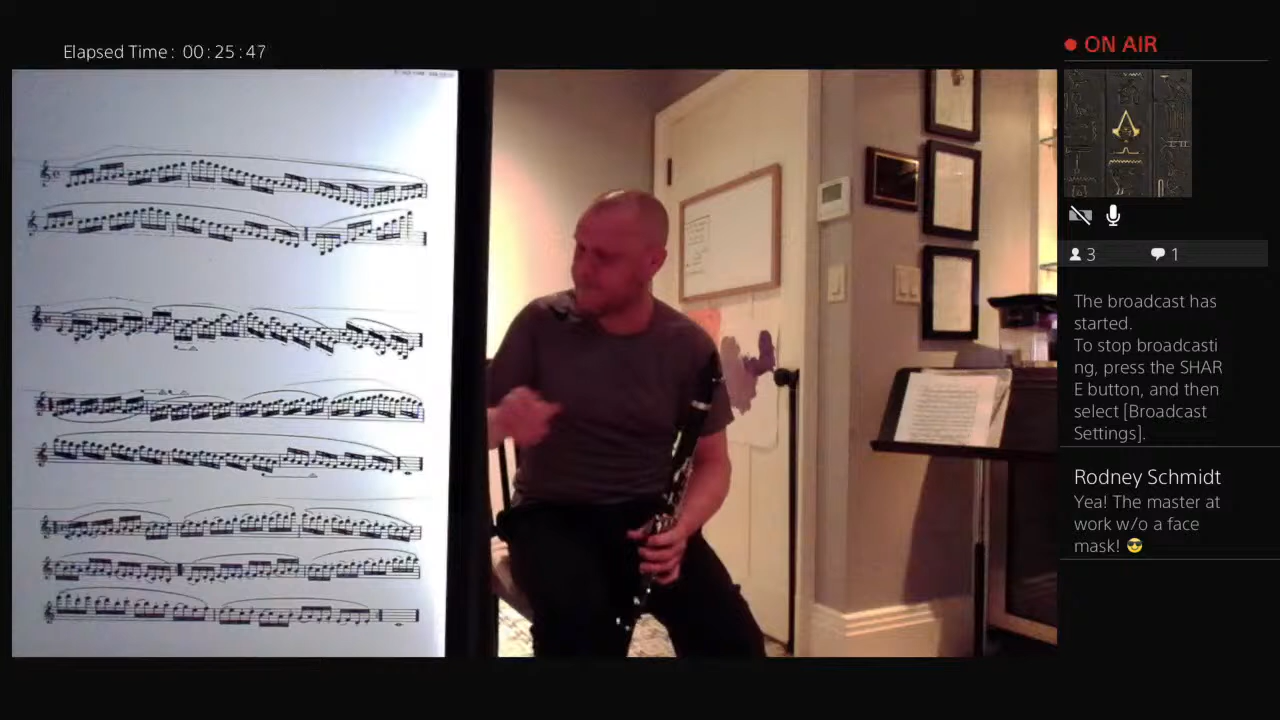 Elapsed Time: 00:25:47
ON AIR
3
1
The broadcast has
started.
To stop broadcasti
ng, press the SHAR
E button, and then
select [Broadcast
Settings].
Rodney Schmidt
Yea! The master at
work w/o a face
mask! 😎